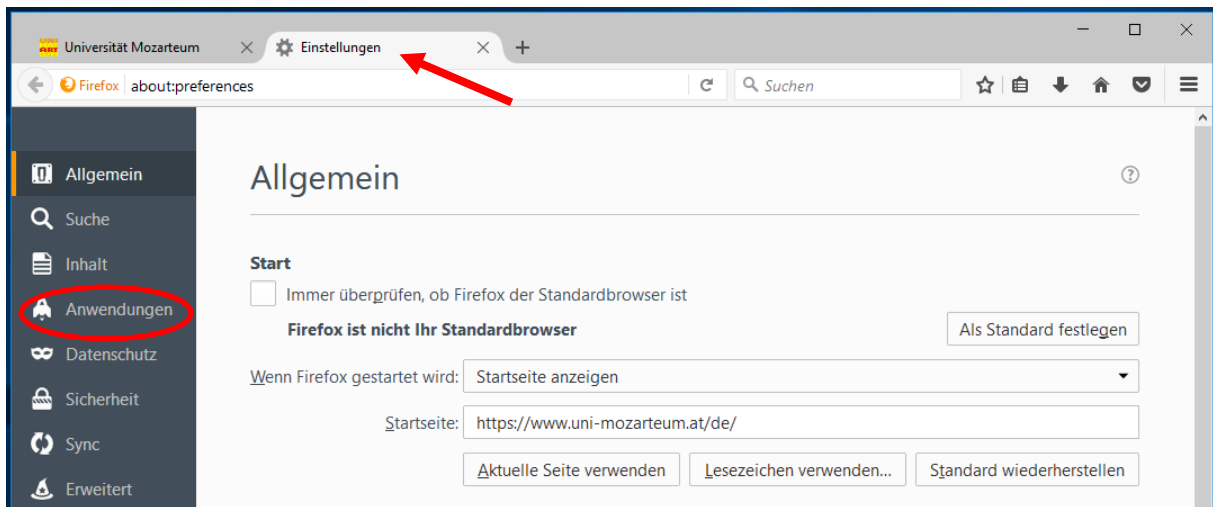 Universität Mozarteum
Einstellungen
Firefox about:preferences
Suchen
Allgemein
Suche
Inhalt
Anwendungen
Datenschutz
Sicherheit
Sync
Erweitert
Allgemein
Start
Immer überprüfen, ob Firefox der Standardbrowser ist
Firefox ist nicht Ihr Standardbrowser
Als Standard festlegen
Wenn Firefox gestartet wird: Startseite anzeigen
Startseite: https://www.uni-mozarteum.at/de/
Aktuelle Seite verwenden Lesezeichen verwenden... Standard wiederherstellen